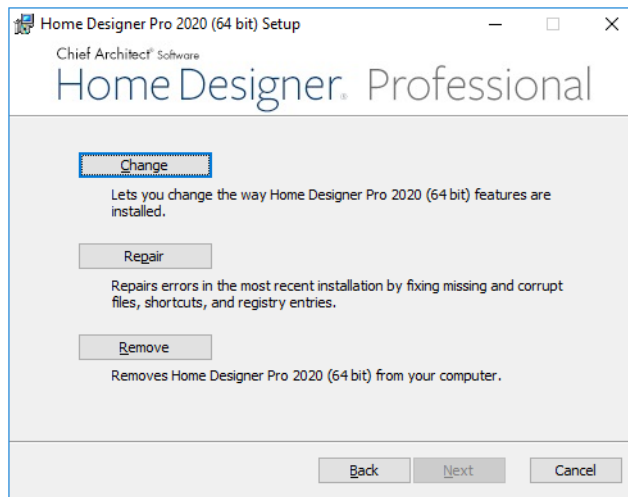 Home Designer Pro 2020 (64 bit) Setup
Chief Architect® Software
Home Designer® Professional
Change
Lets you change the way Home Designer Pro 2020 (64 bit) features are
installed.
Repair
Repairs errors in the most recent installation by fixing missing and corrupt
files, shortcuts, and registry entries.
Remove
Removes Home Designer Pro 2020 (64 bit) from your computer.
Back Next Cancel